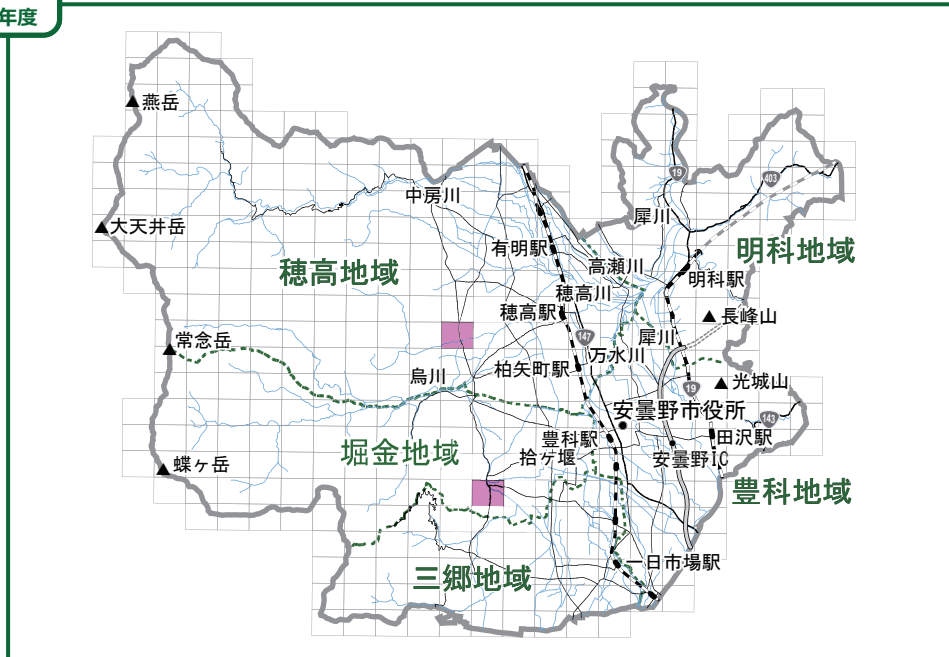 年度
燕岳
19
403
中房川
犀川
大天井岳
有明駅
明科地域
高瀬川
穂高地域
明科駅
穂高川
穂高駅
長峰山
147
犀川
常念岳
万水川
柏矢町駅
烏川
19
光城山
安曇野市役所
143
豊科駅
田沢駅
堀金地域
拾ヶ堰
安曇野IC
蝶ヶ岳
豊科地域
一日市場駅
三郷地域